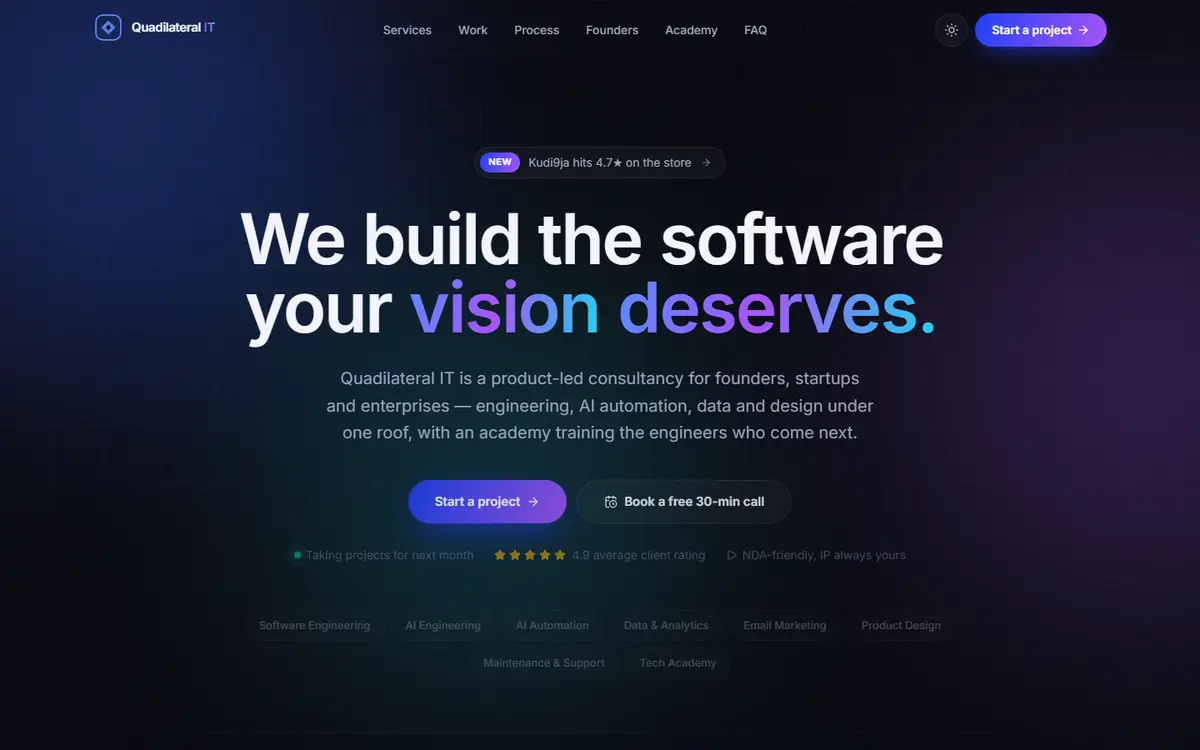 Quadilateral IT
Services Work Process Founders Academy FAQ
Start a project →
NEW Kudi9ja hits 4.7★ on the store →
We build the software
your vision deserves.
Quadilateral IT is a product-led consultancy for founders, startups
and enterprises — engineering, AI automation, data and design under
one roof, with an academy training the engineers who come next.
Start a project →
Book a free 30-min call
Taking projects for next month ★★★★★ 4.9 average client rating NDA-friendly, IP always yours
Software Engineering AI Engineering AI Automation Data & Analytics Email Marketing Product Design
Maintenance & Support Tech Academy